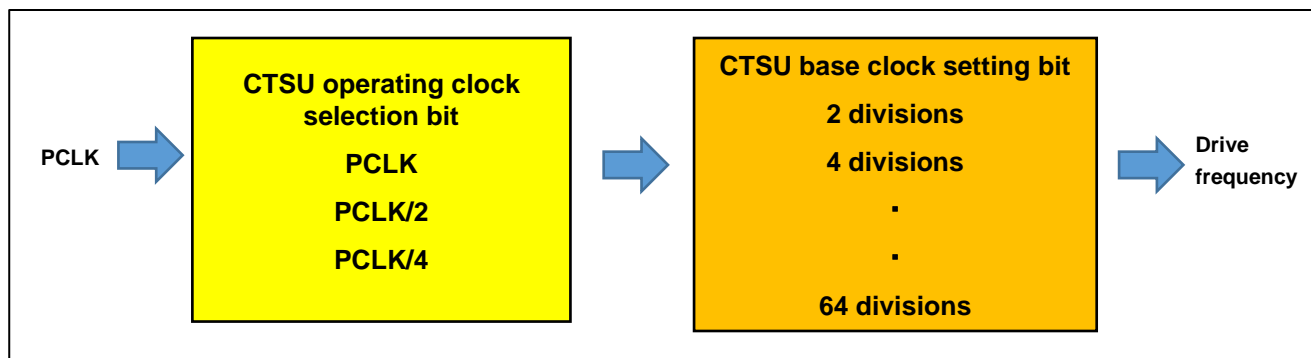 PCLK
CTSU operating clock
selection bit
PCLK
PCLK/2
PCLK/4
CTSU base clock setting bit
2 divisions
4 divisions
.
.
64 divisions
Drive
frequency